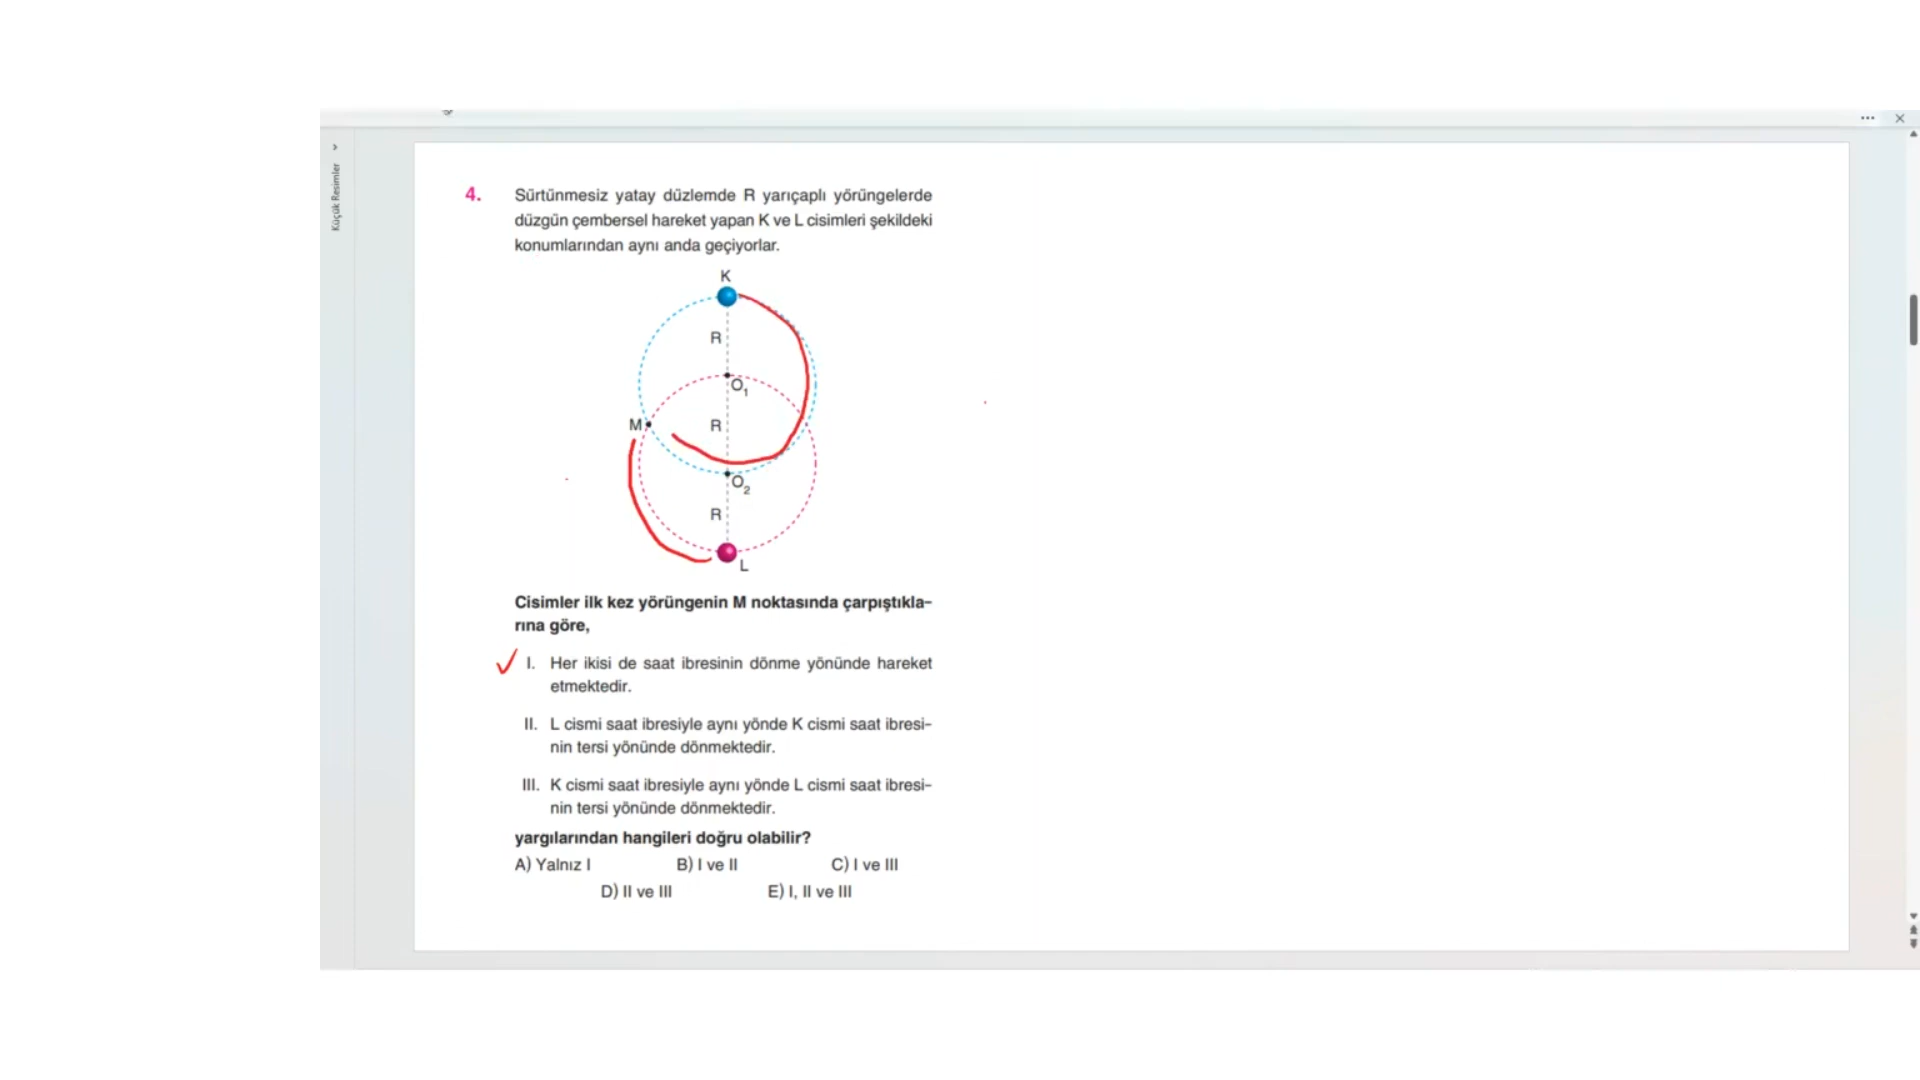 Küçük Resimler
4. Sürtünmesiz yatay düzlemde R yarıçaplı yörüngelerde
düzgün çembersel hareket yapan K ve L cisimleri şekildeki
konumlarından aynı anda geçiyorlar.
K
R
O1
M
R
O2
R
L
Cisimler ilk kez yörüngenin M noktasında çarpıştıkla-
rına göre,
I. Her ikisi de saat ibresinin dönme yönünde hareket
etmektedir.
II. L cismi saat ibresiyle aynı yönde K cismi saat ibresi-
nin tersi yönünde dönmektedir.
III. K cismi saat ibresiyle aynı yönde L cismi saat ibresi-
nin tersi yönünde dönmektedir.
yargılarından hangileri doğru olabilir?
A) Yalnız I B) I ve II C) I ve III
D) II ve III E) I, II ve III